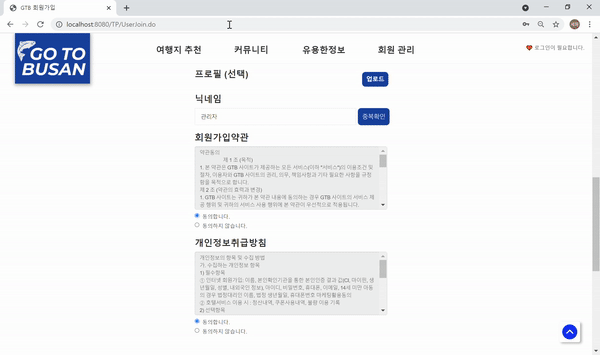 GTB 회원가입
localhost:8080/TP/UserJoin.do
GO TO
BUSAN
여행지 추천
커뮤니티
유용한정보
회원 관리
로그인이 필요합니다.
프로필 (선택)
업로드
닉네임
관리자
중복확인
회원가입약관
약관동의
제 1 조 (목적)
1. 본 약관은 GTB 사이트가 제공하는 모든 서비스(이하 "서비스")의 이용조건 및
절차, 이용자와 GTB 사이트의 권리, 의무, 책임사항과 기타 필요한 사항을 규정
함을 목적으로 합니다.
제 2 조 (약관의 효력과 변경)
1. GTB 사이트는 귀하가 본 약관 내용에 동의하는 경우 GTB 사이트의 서비스 제
공 행위 및 귀하의 서비스 사용 행위에 본 약관이 우선적으로 적용됩니다.
동의합니다.
동의하지 않습니다.
개인정보취급방침
개인정보의 항목 및 수집 방법
가. 수집하는 개인정보 항목
1) 필수항목
① 인터넷 회원가입: 이름, 본인확인기관을 통한 본인인증 결과 값(CI, 아이핀, 생
년월일, 성별, 내외국인 정보), 아이디, 비밀번호, 휴대폰, 이메일, 14세 미만 아동
의 경우 법정대리인 이름, 법정 생년월일, 휴대폰번호 마케팅활용동의
② 호텔서비스 이용 시 : 정산내역, 쿠폰사용내역, 불량 이용 기록
2) 선택항목
동의합니다.
동의하지 않습니다.